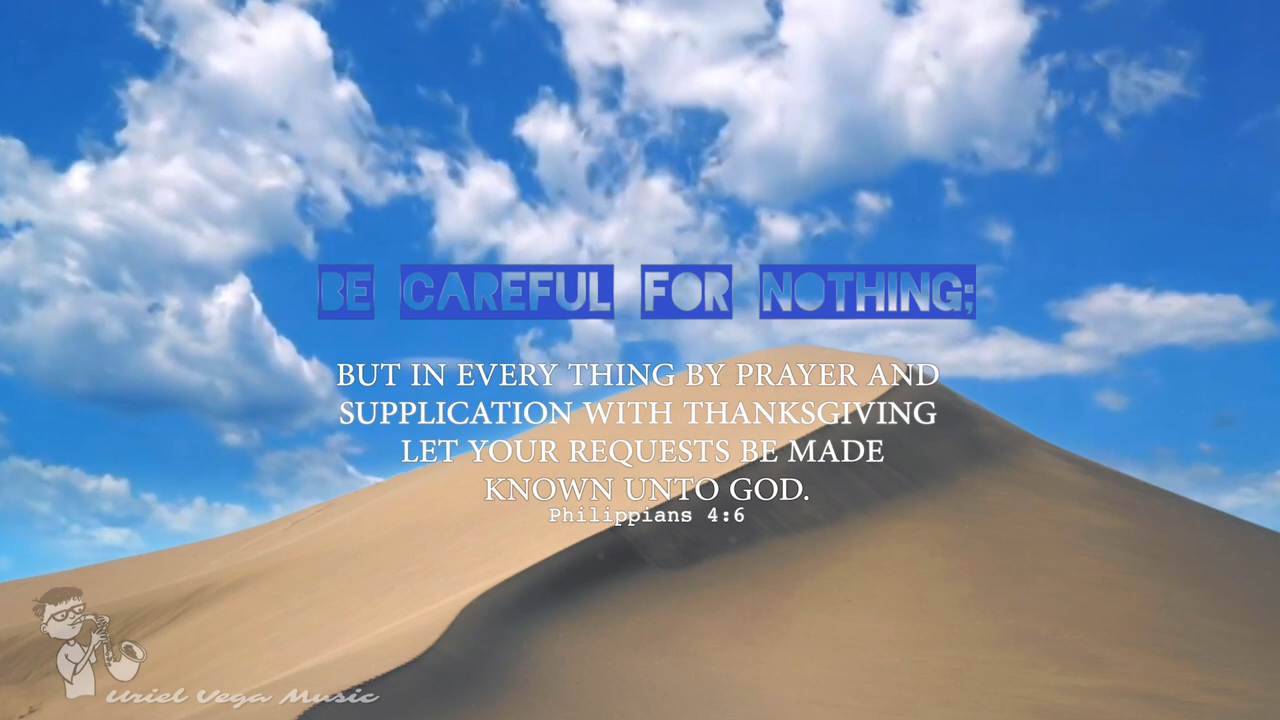 BE CAREFUL FOR NOTHING;
BUT IN EVERY THING BY PRAYER AND
SUPPLICATION WITH THANKSGIVING
LET YOUR REQUESTS BE MADE
KNOWN UNTO GOD.
Philippians 4:6
Uriel Vega Music